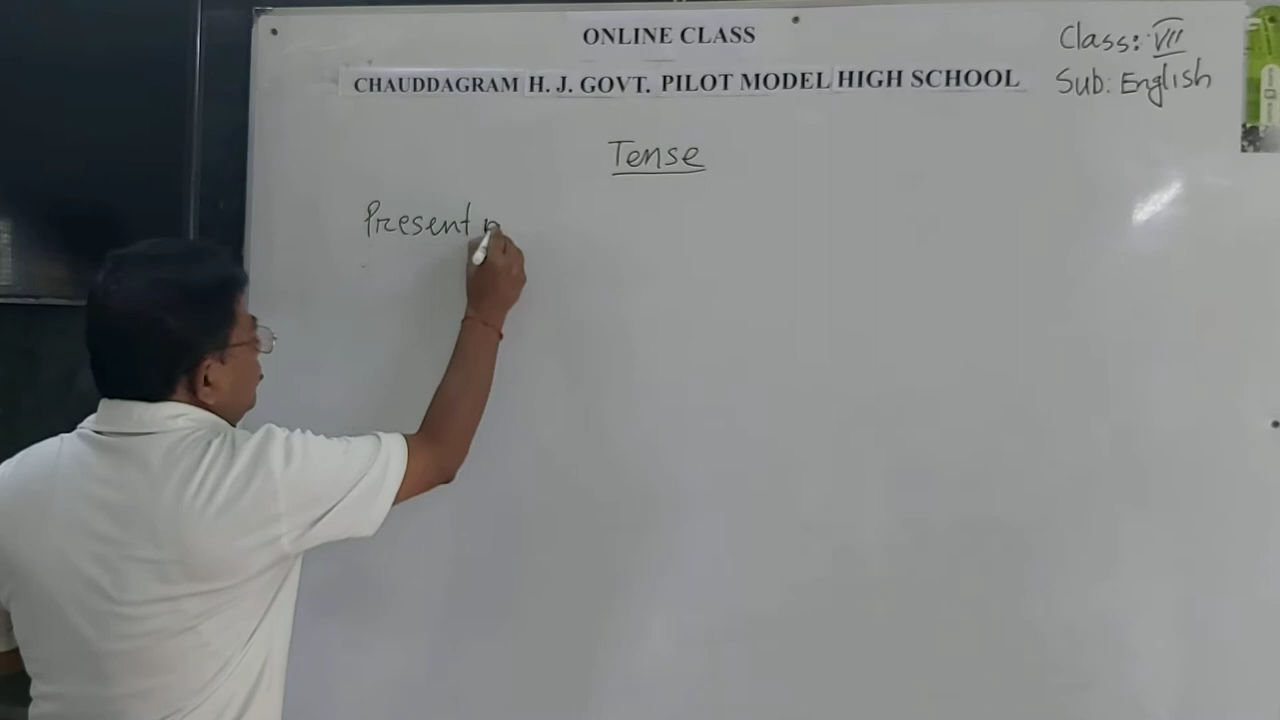 ONLINE CLASS
CHAUDDAGRAM H. J. GOVT. PILOT MODEL HIGH SCHOOL
Class: VII
Sub: English
Tense
Present